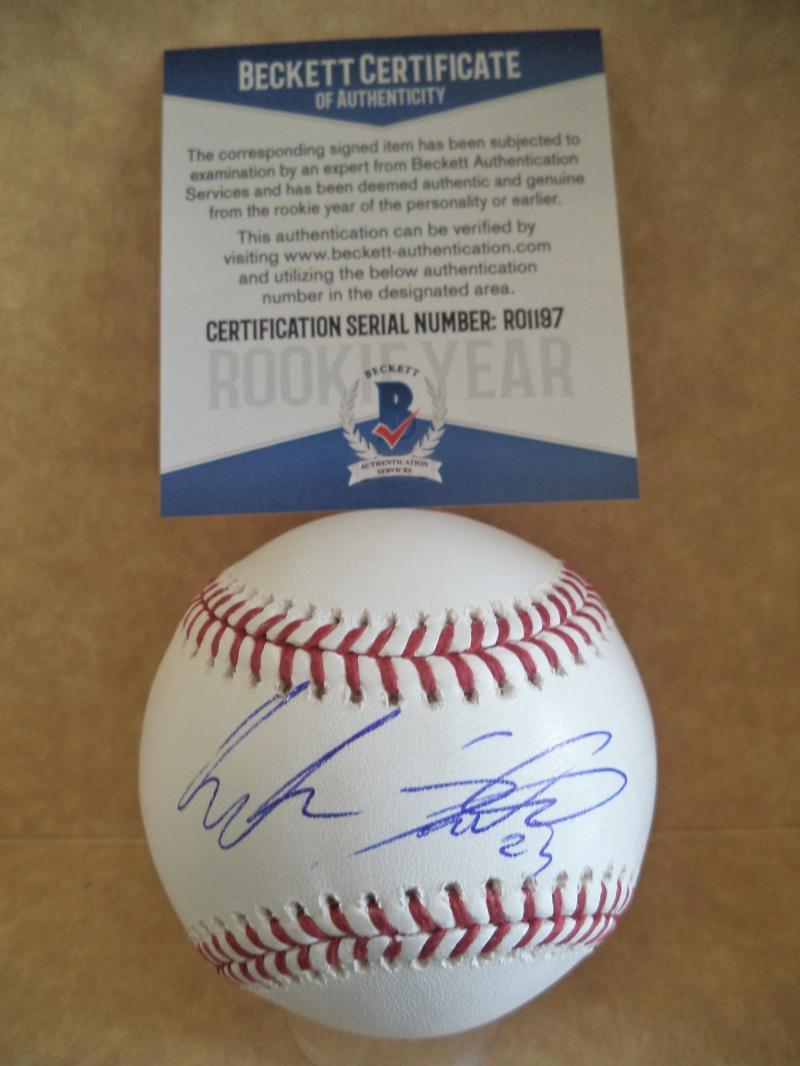 BECKETT CERTIFICATE
OF AUTHENTICITY
The corresponding signed item has been subjected to
examination by an expert from Beckett Authentication
Services and has been deemed authentic and genuine
from the rookie year of the personality or earlier.
This authentication can be verified by
visiting www.beckett-authentication.com
and utilizing the below authentication
number in the designated area.
CERTIFICATION SERIAL NUMBER: R01197
ROOKIE YEAR
BECKETT
B
AUTHENTICATION
SERVICES
23